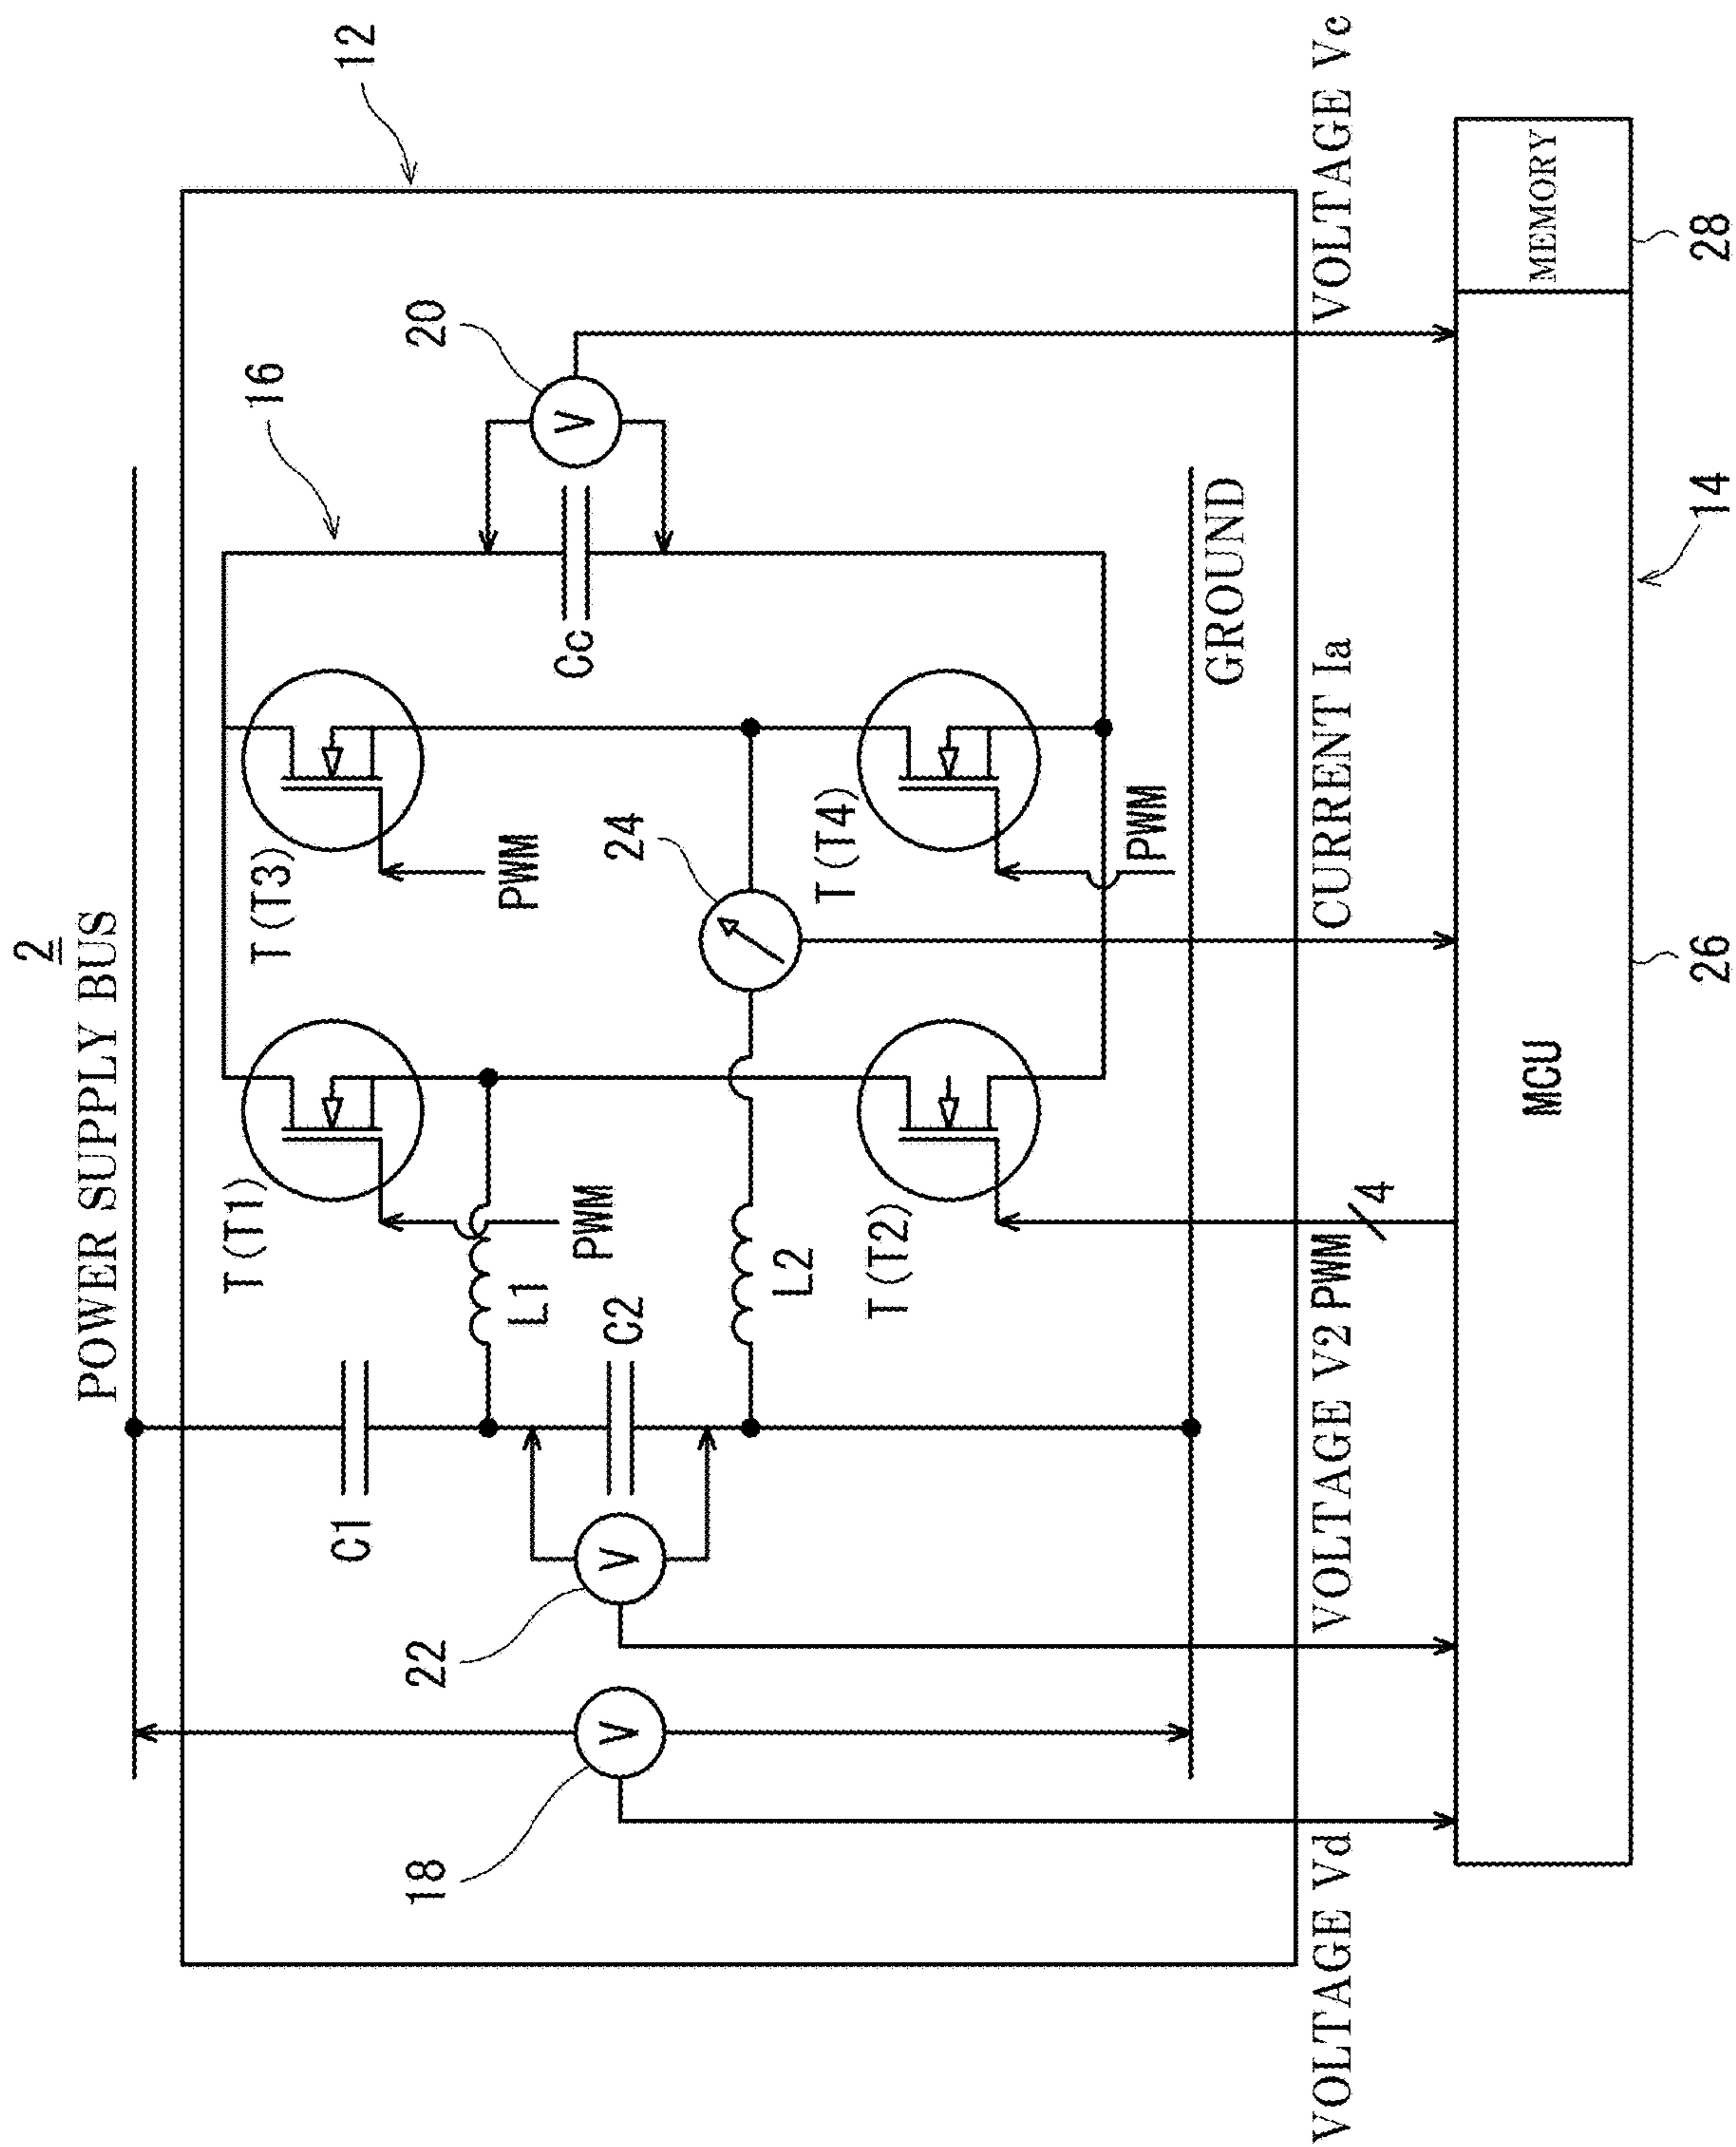 2
POWER SUPPLY BUS
12
16
T(T1)
T(T3)
C1
PWM
PWM
20
18
22
L1
C2
V
V
V
Cc
24
L2
T(T2)
T(T4)
PWM
GROUND
VOLTAGE Vd
VOLTAGE V2
PWM
4
CURRENT Ia
VOLTAGE Vc
MCU
MEMORY
26
14
28